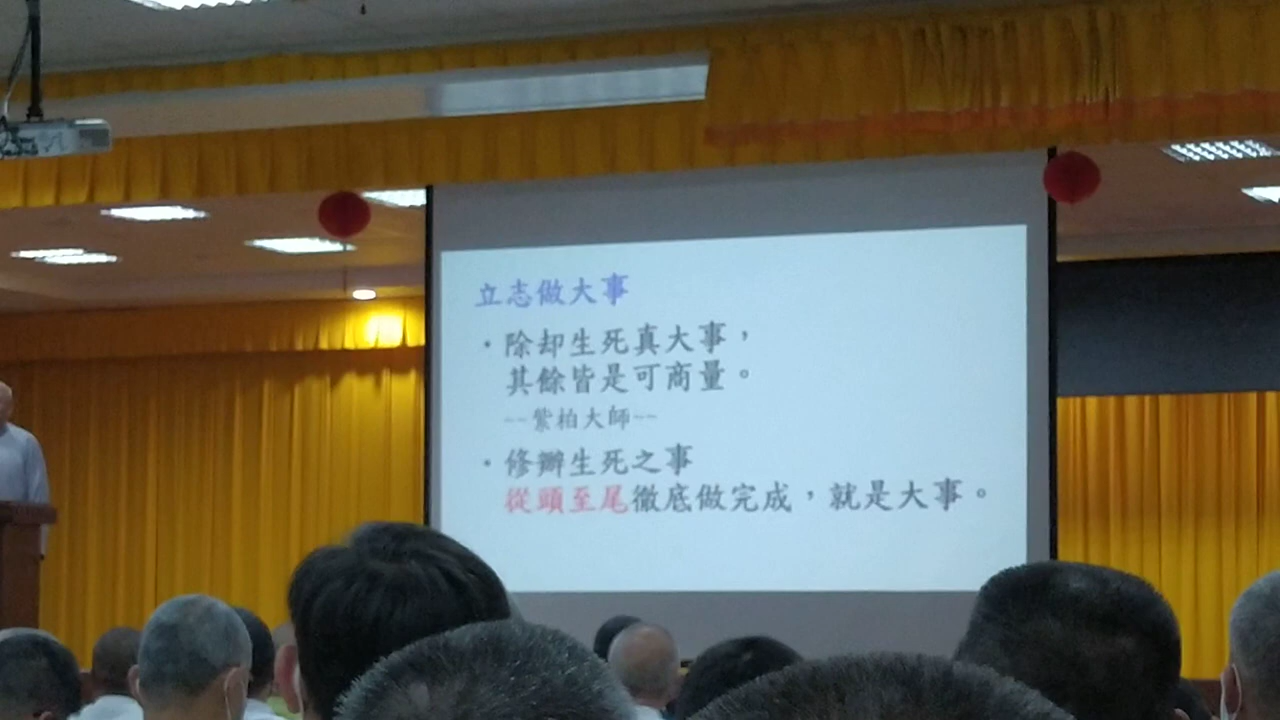 立志做大事
·除却生死真大事，
其餘皆是可商量。
--紫柏大師--
·修辦生死之事
從頭至尾徹底做完成，就是大事。